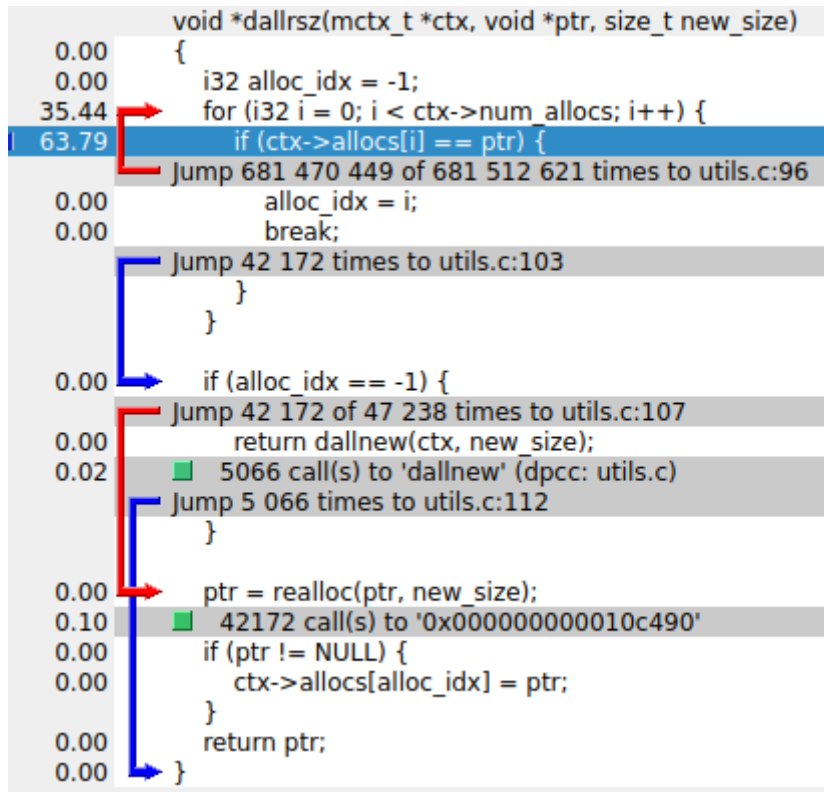 void *dallrsz(mctx_t *ctx, void *ptr, size_t new_size)
0.00 {
0.00 i32 alloc_idx = -1;
35.44 for (i32 i = 0; i < ctx->num_allocs; i++) {
63.79 if (ctx->allocs[i] == ptr) {
Jump 681 470 449 of 681 512 621 times to utils.c:96
0.00 alloc_idx = i;
0.00 break;
Jump 42 172 times to utils.c:103
}
}
0.00 if (alloc_idx == -1) {
Jump 42 172 of 47 238 times to utils.c:107
0.00 return dallnew(ctx, new_size);
0.02 5066 call(s) to 'dallnew' (dpcc: utils.c)
Jump 5 066 times to utils.c:112
}
0.00 ptr = realloc(ptr, new_size);
0.10 42172 call(s) to '0x000000000010c490'
0.00 if (ptr != NULL) {
0.00 ctx->allocs[alloc_idx] = ptr;
}
0.00 return ptr;
0.00 }